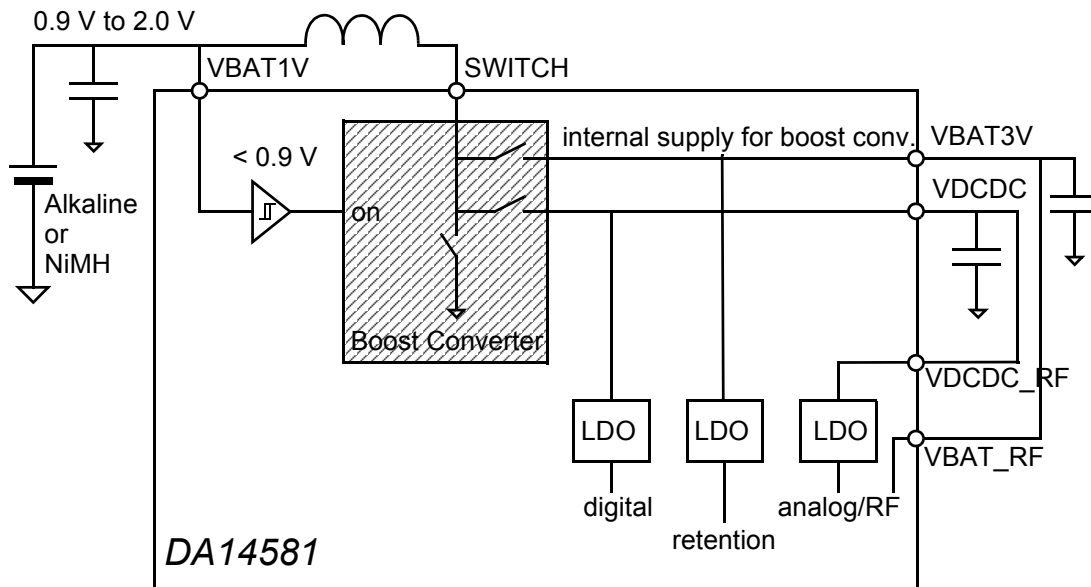 0.9 V to 2.0 V
VBAT1V
SWITCH
internal supply for boost conv.
VBAT3V
< 0.9 V
VDCDC
Alkaline
or
NiMH
on
Boost Converter
VDCDC_RF
LDO
LDO
LDO
VBAT_RF
digital
analog/RF
retention
DA14581